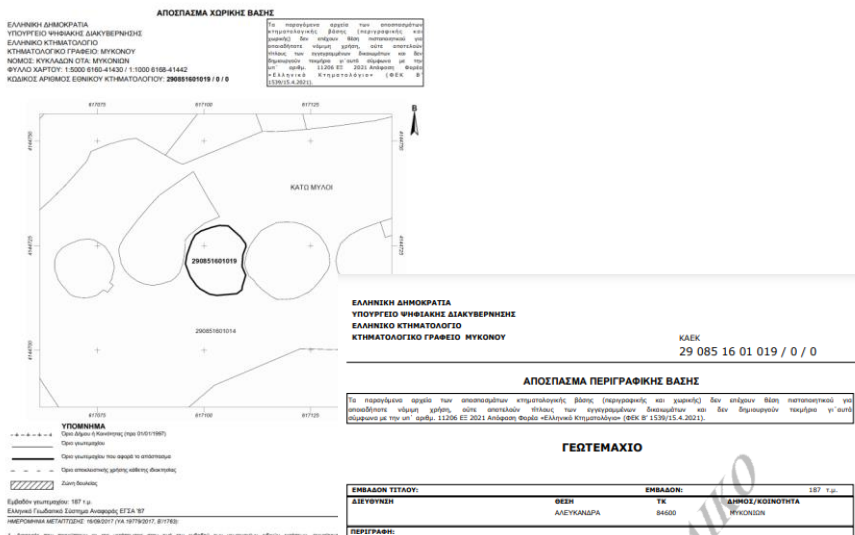 ΑΠΟΣΠΑΣΜΑ ΧΩΡΙΚΗΣ ΒΑΣΗΣ
ΕΛΛΗΝΙΚΗ ΔΗΜΟΚΡΑΤΙΑ
ΥΠΟΥΡΓΕΙΟ ΨΗΦΙΑΚΗΣ ΔΙΑΚΥΒΕΡΝΗΣΗΣ
ΕΛΛΗΝΙΚΟ ΚΤΗΜΑΤΟΛΟΓΙΟ
ΚΤΗΜΑΤΟΛΟΓΙΚΟ ΓΡΑΦΕΙΟ: ΜΥΚΟΝΟΥ
ΝΟΜΟΣ: ΚΥΚΛΑΔΩΝ ΟΤΑ: ΜΥΚΟΝΙΩΝ
ΦΥΛΛΟ ΧΑΡΤΟΥ: 1:5000 6160-41430 / 1:1000 6168-41442
ΚΩΔΙΚΟΣ ΑΡΙΘΜΟΣ ΕΘΝΙΚΟΥ ΚΤΗΜΑΤΟΛΟΓΙΟΥ: 290851601019 / 0 / 0
Τα παραγόμενα αρχεία των αποσπασμάτων
κτηματολογικής βάσης (περιγραφικής και
χωρικής) δεν επέχουν θέση πιστοποιητικού για
οποιαδήποτε νόμιμη χρήση, ούτε αποτελούν
τίτλους των εγγεγραμμένων δικαιωμάτων και δεν
δημιουργούν τεκμήριο γι΄αυτό σύμφωνα με την
υπ΄ αριθμ. 11206 ΕΞ 2021 Απόφαση Φορέα
«Ελληνικό Κτηματολόγιο» (ΦΕΚ Β΄
1539/15.4.2021).
617075 617100 617125
Β
4144750 4144750
ΚΑΤΩ ΜΥΛΟΙ
4144725 4144725
290851601019
290851601014
4144700
617075 617100 617125
ΥΠΟΜΝΗΜΑ
Όριο Δήμου ή Κοινότητας (προ 01/01/1997)
Όριο γεωτεμαχίου
Όριο γεωτεμαχίου που αφορά το απόσπασμα
Όριο αποκλειστικής χρήσης κάθετης ιδιοκτησίας
Ζώνη δουλείας
Εμβαδόν γεωτεμαχίου: 187 τ.μ.
Ελληνικό Γεωδαιτικό Σύστημα Αναφοράς ΕΓΣΑ '87
ΕΛΛΗΝΙΚΗ ΔΗΜΟΚΡΑΤΙΑ
ΥΠΟΥΡΓΕΙΟ ΨΗΦΙΑΚΗΣ ΔΙΑΚΥΒΕΡΝΗΣΗΣ
ΕΛΛΗΝΙΚΟ ΚΤΗΜΑΤΟΛΟΓΙΟ
ΚΤΗΜΑΤΟΛΟΓΙΚΟ ΓΡΑΦΕΙΟ ΜΥΚΟΝΟΥ
ΚΑΕΚ
29 085 16 01 019 / 0 / 0
ΑΠΟΣΠΑΣΜΑ ΠΕΡΙΓΡΑΦΙΚΗΣ ΒΑΣΗΣ
Τα παραγόμενα αρχεία των αποσπασμάτων κτηματολογικής βάσης (περιγραφικής και χωρικής) δεν επέχουν θέση πιστοποιητικού για
οποιαδήποτε νόμιμη χρήση, ούτε αποτελούν τίτλους των εγγεγραμμένων δικαιωμάτων και δεν δημιουργούν τεκμήριο γι΄αυτό
σύμφωνα με την υπ΄ αριθμ. 11206 ΕΞ 2021 Απόφαση Φορέα «Ελληνικό Κτηματολόγιο» (ΦΕΚ Β΄1539/15.4.2021).
ΓΕΩΤΕΜΑΧΙΟ
ΕΜΒΑΔΟΝ ΤΙΤΛΟΥ: ΕΜΒΑΔΟΝ: 187 τ.μ.
ΔΙΕΥΘΥΝΣΗ ΘΕΣΗ ΤΚ ΔΗΜΟΣ/ΚΟΙΝΟΤΗΤΑ
ΑΛΕΥΚΑΝΔΡΑ 84600 ΜΥΚΟΝΙΩΝ
ΠΕΡΙΓΡΑΦΗ: